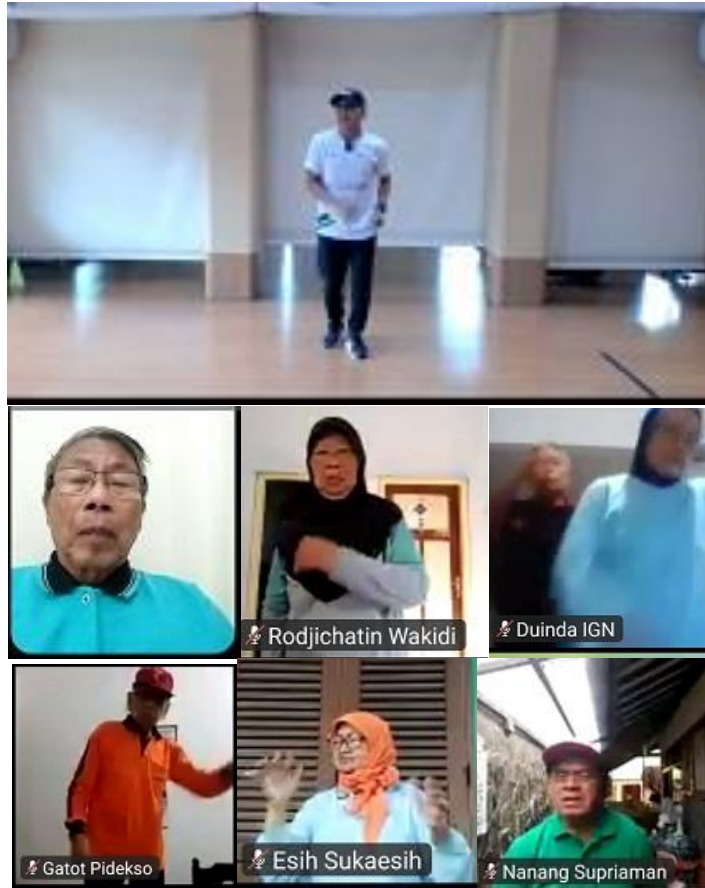 Rodjichatin Wakidi
Duinda IGN
Gatot Pidekso
Esih Sukaesih
Nanang Supriaman